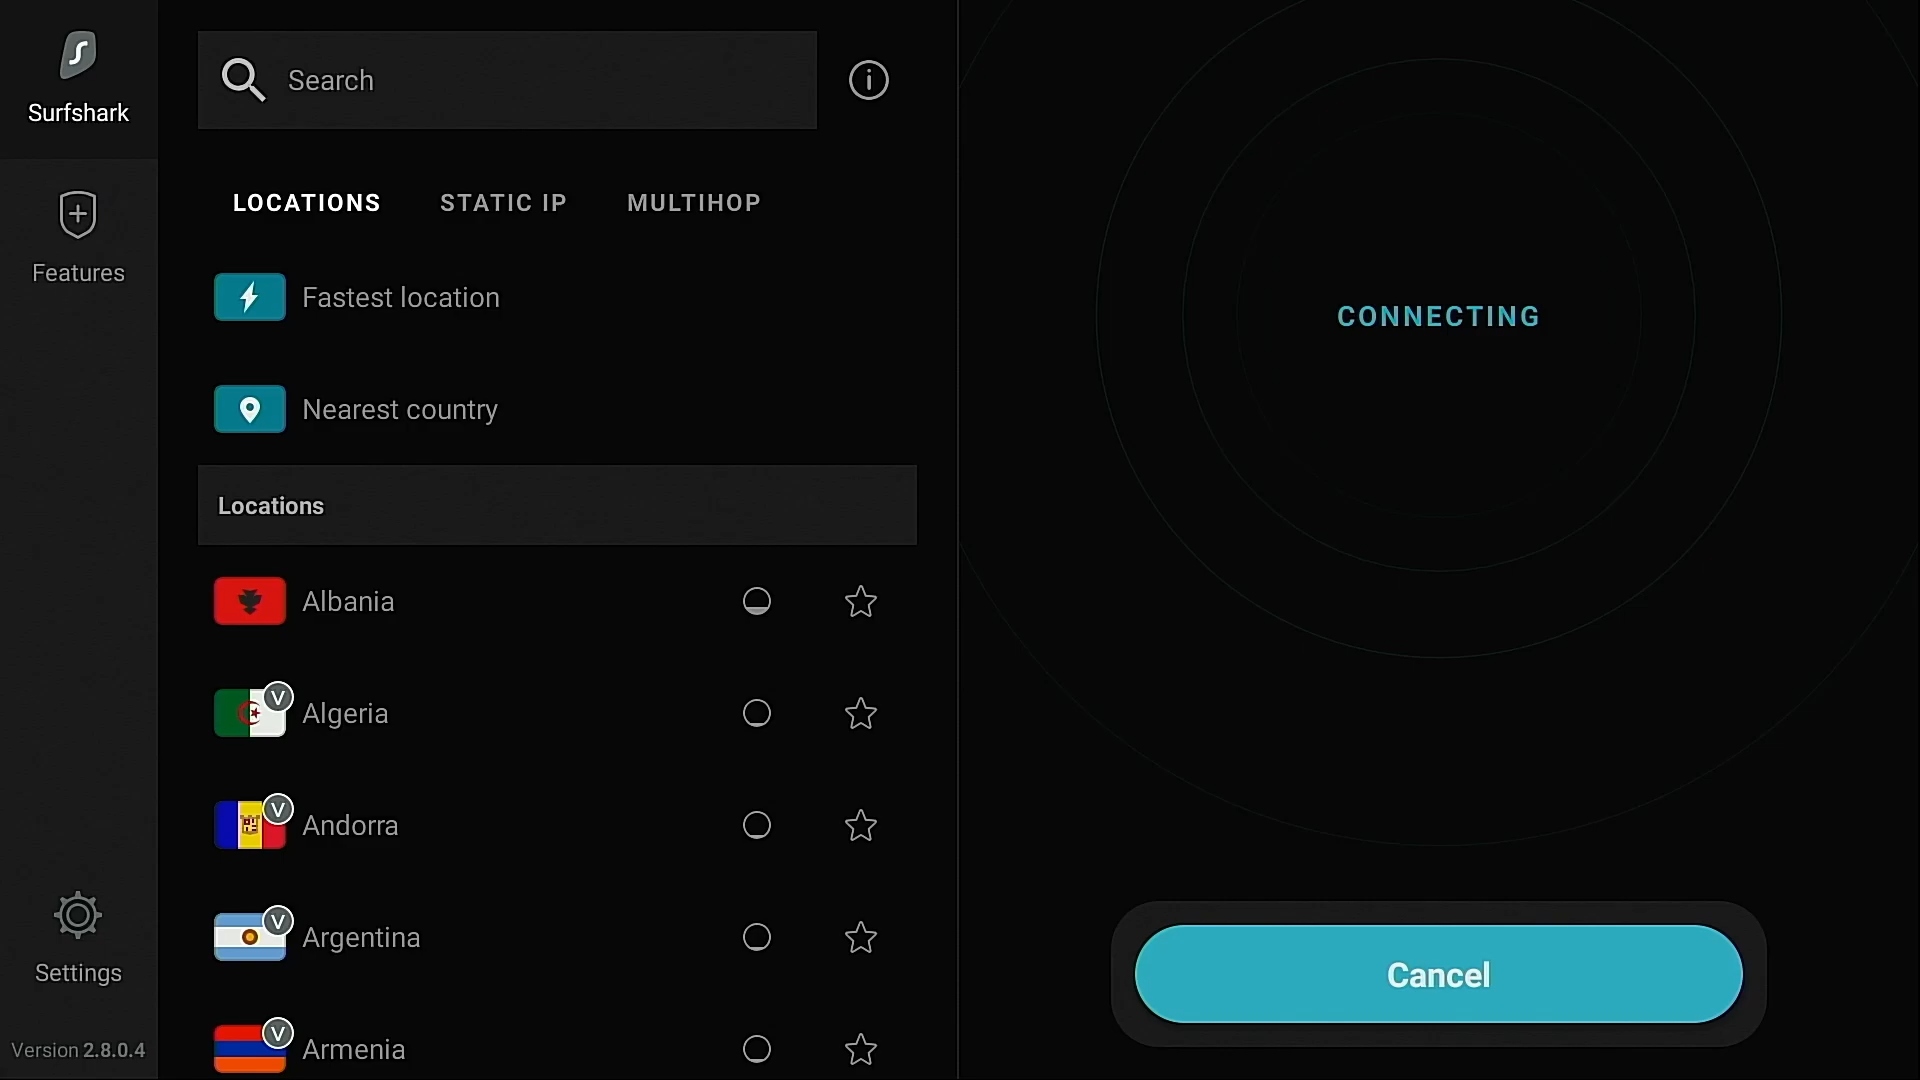 Surfshark
Features
Settings
Version 2.8.0.4
Search
LOCATIONS STATIC IP MULTIHOP
Fastest location
Nearest country
Locations
Albania
V
Algeria
V
Andorra
V
Argentina
V
Armenia
CONNECTING
Cancel